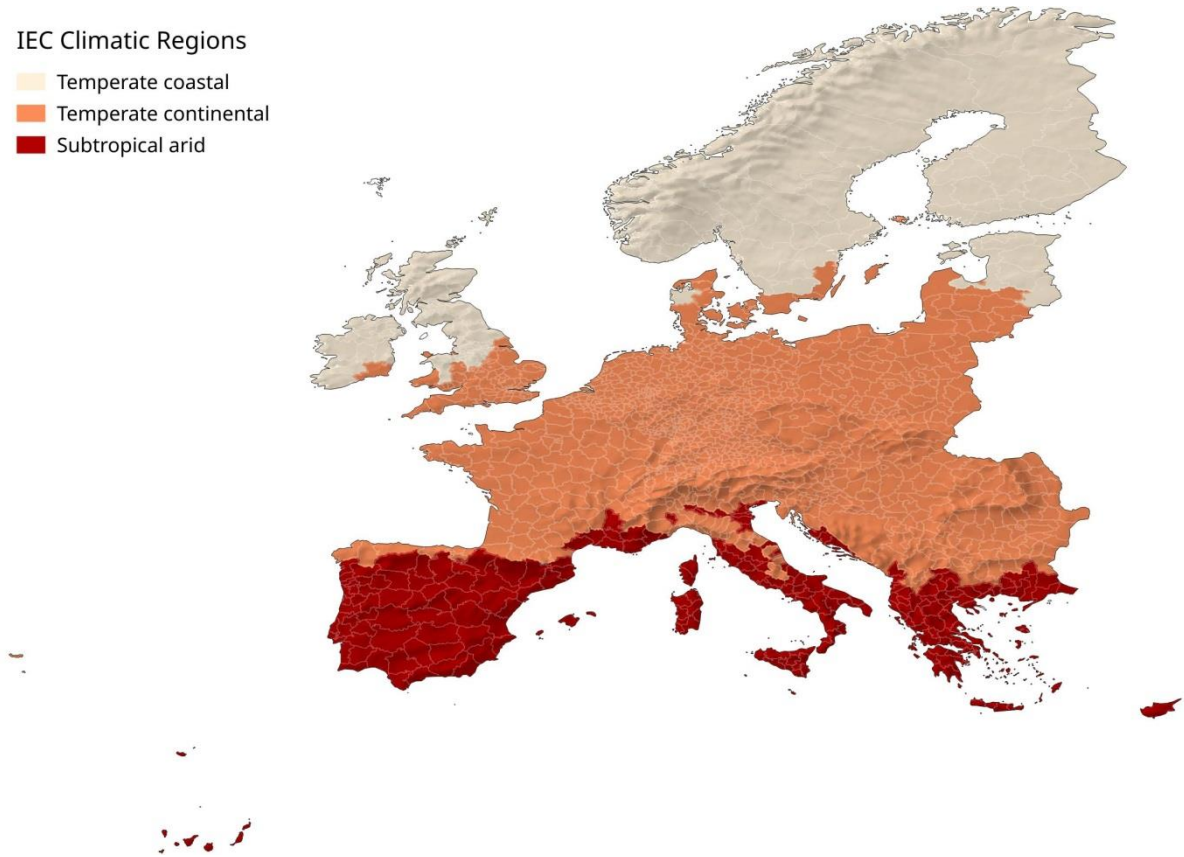 IEC Climatic Regions
Temperate coastal
Temperate continental
Subtropical arid